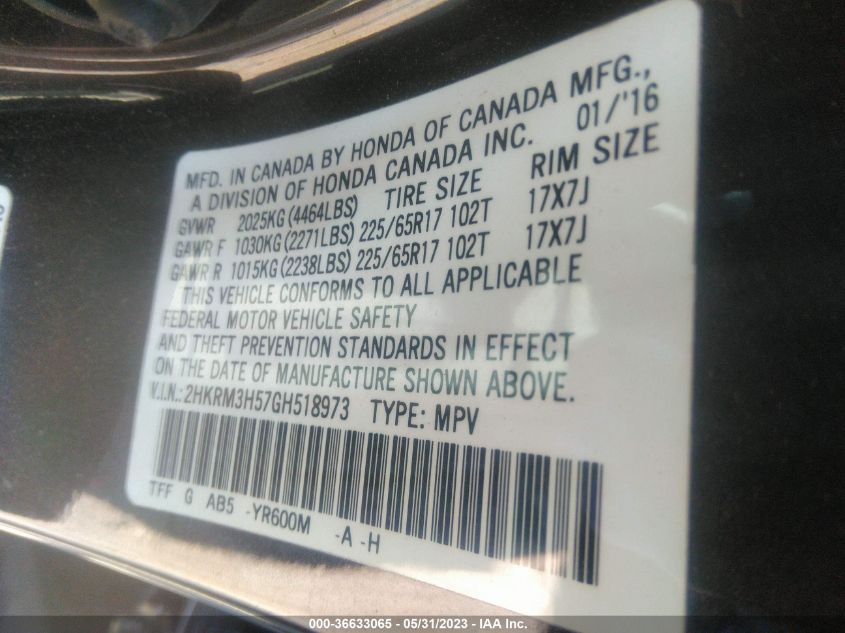 MFD. IN CANADA BY HONDA OF CANADA MFG.,
A DIVISION OF HONDA CANADA INC. 01/'16
GVWR 2025KG(4464LBS) TIRE SIZE RIM SIZE
GAWR F 1030KG(2271LBS) 225/65R17 102T 17X7J
GAWR R 1015KG(2238LBS) 225/65R17 102T 17X7J
THIS VEHICLE CONFORMS TO ALL APPLICABLE
FEDERAL MOTOR VEHICLE SAFETY
AND THEFT PREVENTION STANDARDS IN EFFECT
ON THE DATE OF MANUFACTURE SHOWN ABOVE.
V.I.N.:2HKRM3H57GH518973 TYPE: MPV
TFF G AB5 -YR600M -A -H
000-36633065 - 05/31/2023 - IAA Inc.